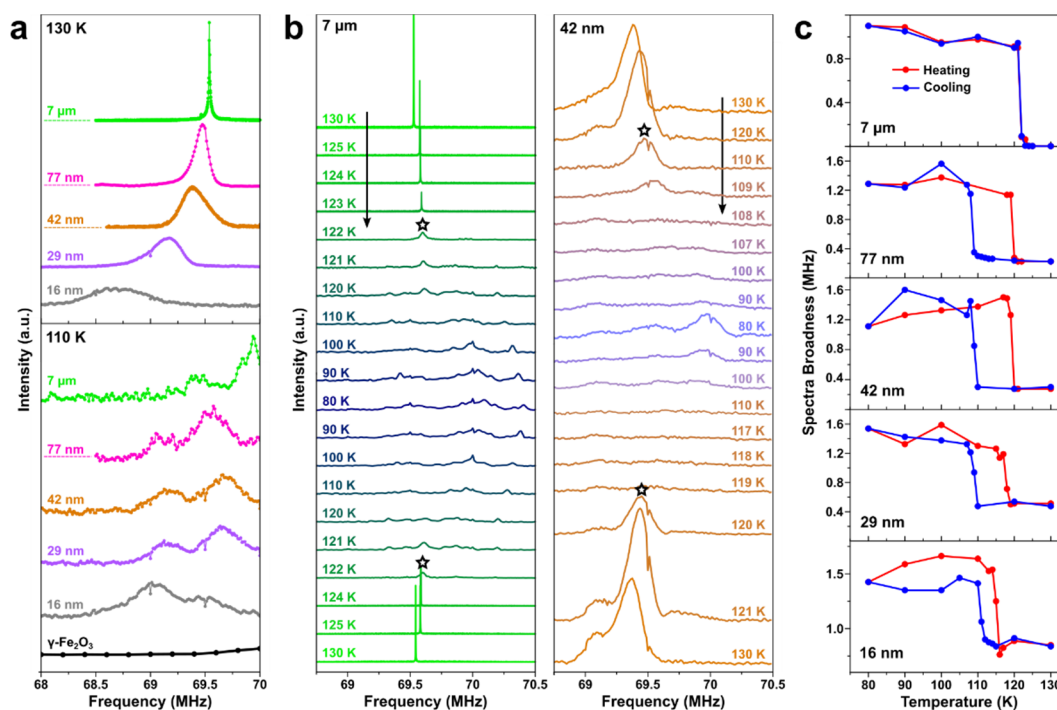 a
130 K
7 µm
77 nm
42 nm
29 nm
16 nm
110 K
7 µm
77 nm
42 nm
29 nm
16 nm
γ-Fe₂O₃
68 68.5 69 69.5 70
Frequency (MHz)
Intensity (a.u.)
b
7 µm
130 K
125 K
124 K
123 K
122 K
121 K
120 K
110 K
100 K
90 K
80 K
90 K
100 K
110 K
120 K
121 K
122 K
124 K
125 K
130 K
69 69.5 70 70.5
Frequency (MHz)
Intensity (a.u.)
42 nm
130 K
120 K
110 K
109 K
108 K
107 K
100 K
90 K
80 K
90 K
100 K
110 K
117 K
118 K
119 K
120 K
121 K
130 K
69 69.5 70 70.5
Frequency (MHz)
c
Heating
Cooling
0.8
0.4
7 µm
1.6
1.2
0.8
0.4
77 nm
1.6
1.2
0.8
0.4
42 nm
1.6
1.2
0.8
0.4
29 nm
1.5
1.0
16 nm
80 90 100 110 120 130
Temperature (K)
Spectra Broadness (MHz)